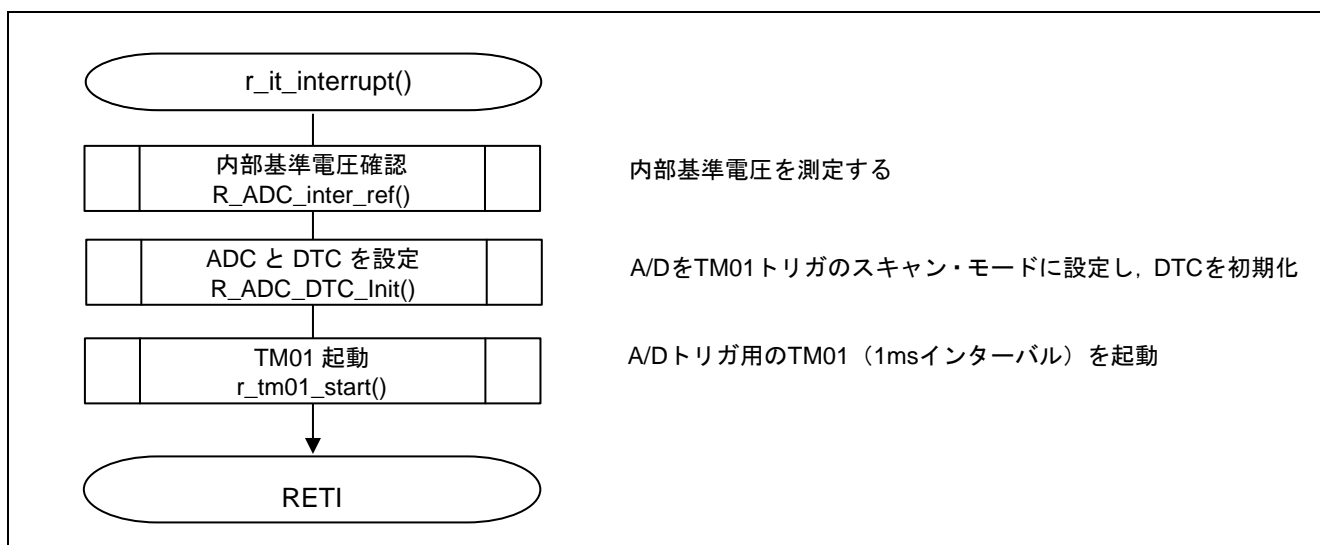 r_it_interrupt()
内部基準電圧確認
R_ADC_inter_ref()
内部基準電圧を測定する
ADC と DTC を設定
R_ADC_DTC_Init()
A/DをTM01トリガのスキャン・モードに設定し，DTCを初期化
TM01 起動
r_tm01_start()
A/Dトリガ用のTM01（1msインターバル）を起動
RETI